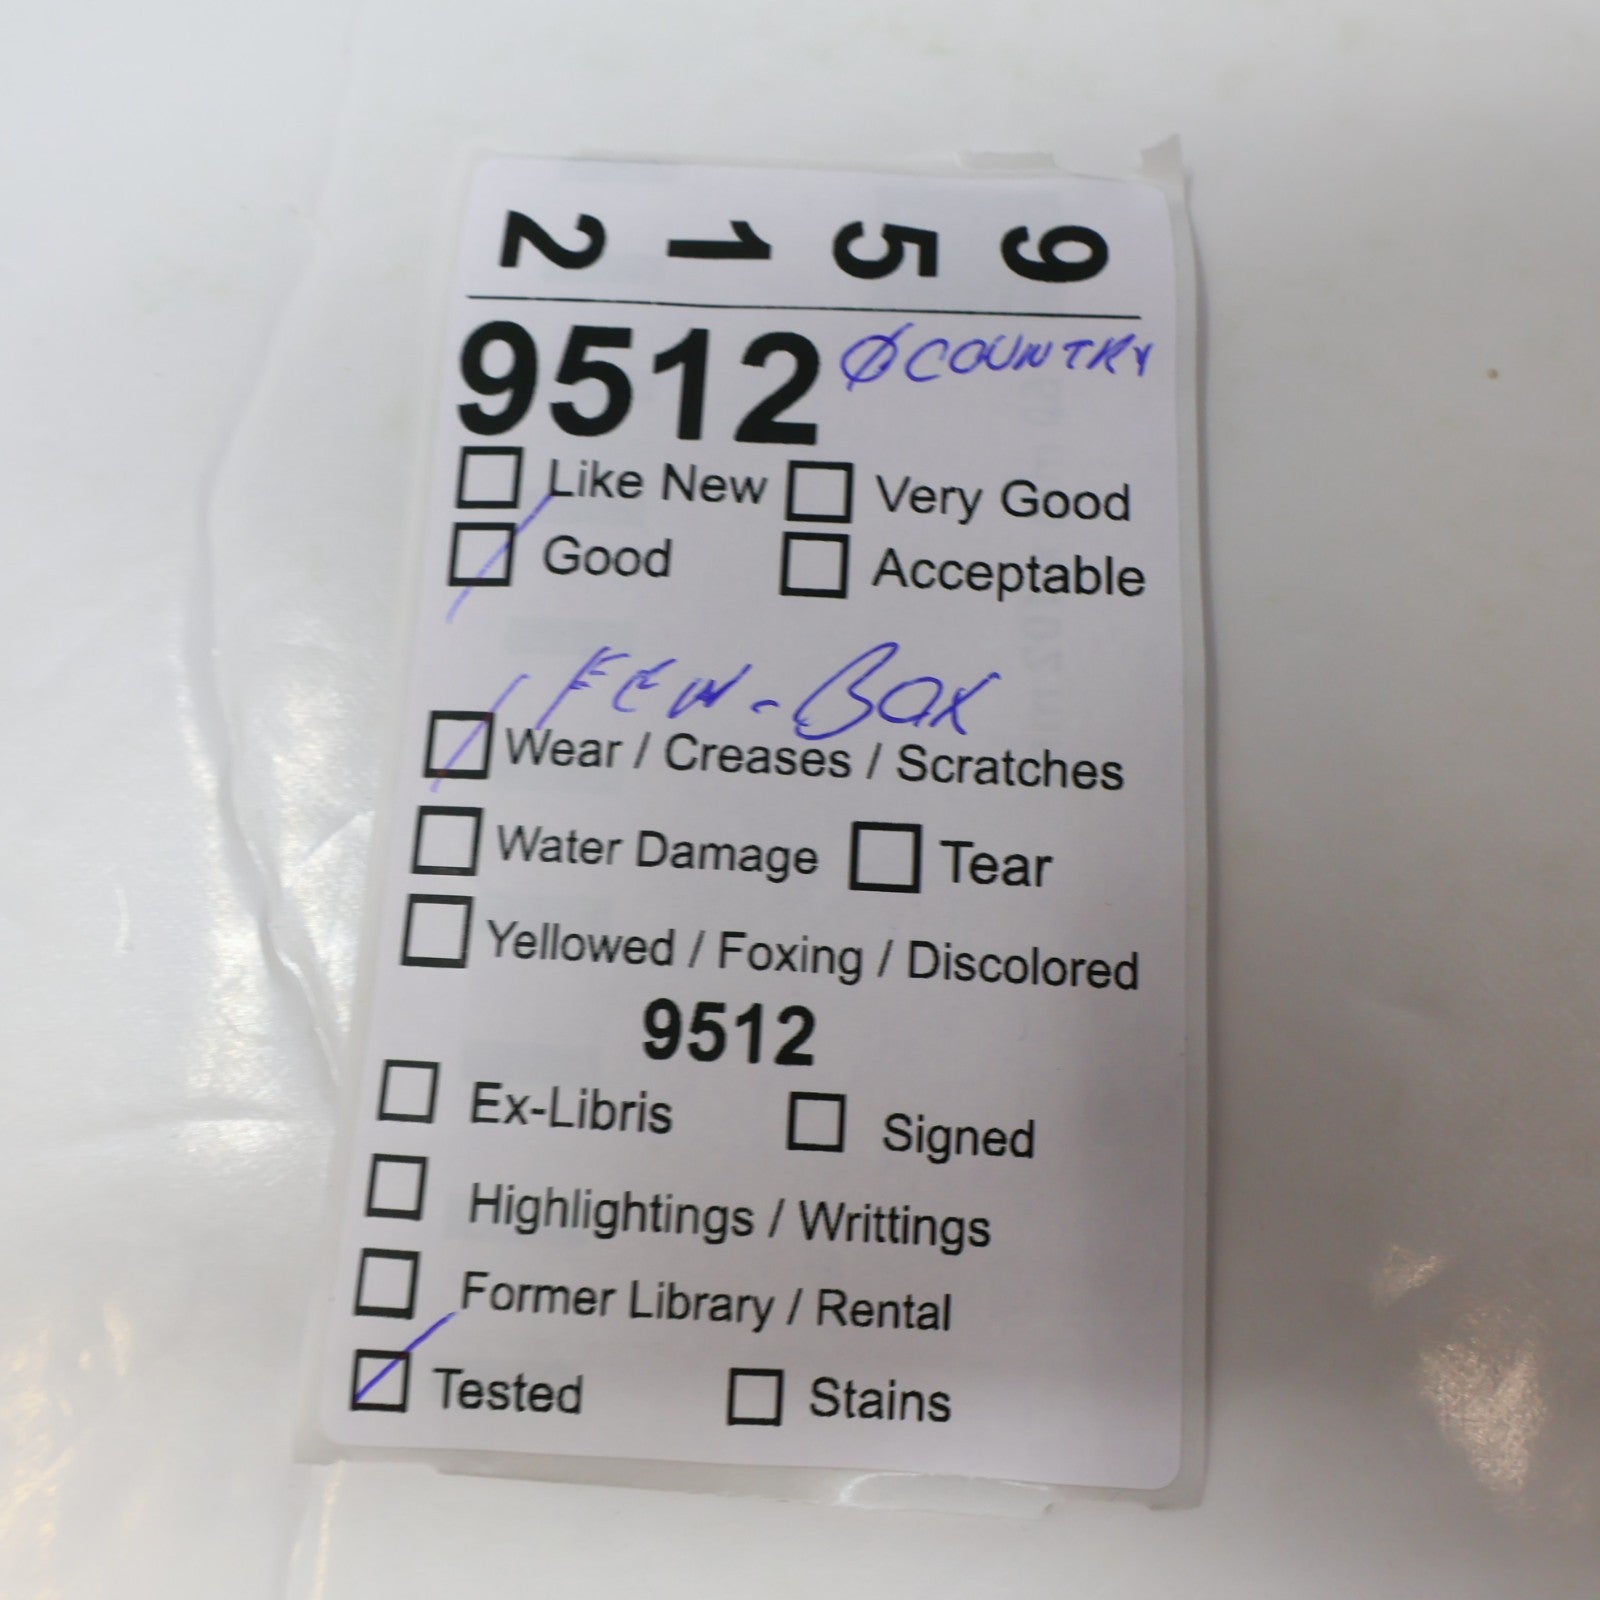 9 5 1 2
9512 Ø COUNTRY
Like New Very Good
Good Acceptable
FEW - BOX
Wear / Creases / Scratches
Water Damage Tear
Yellowed / Foxing / Discolored
9512
Ex-Libris Signed
Highlightings / Writtings
Former Library / Rental
Tested Stains